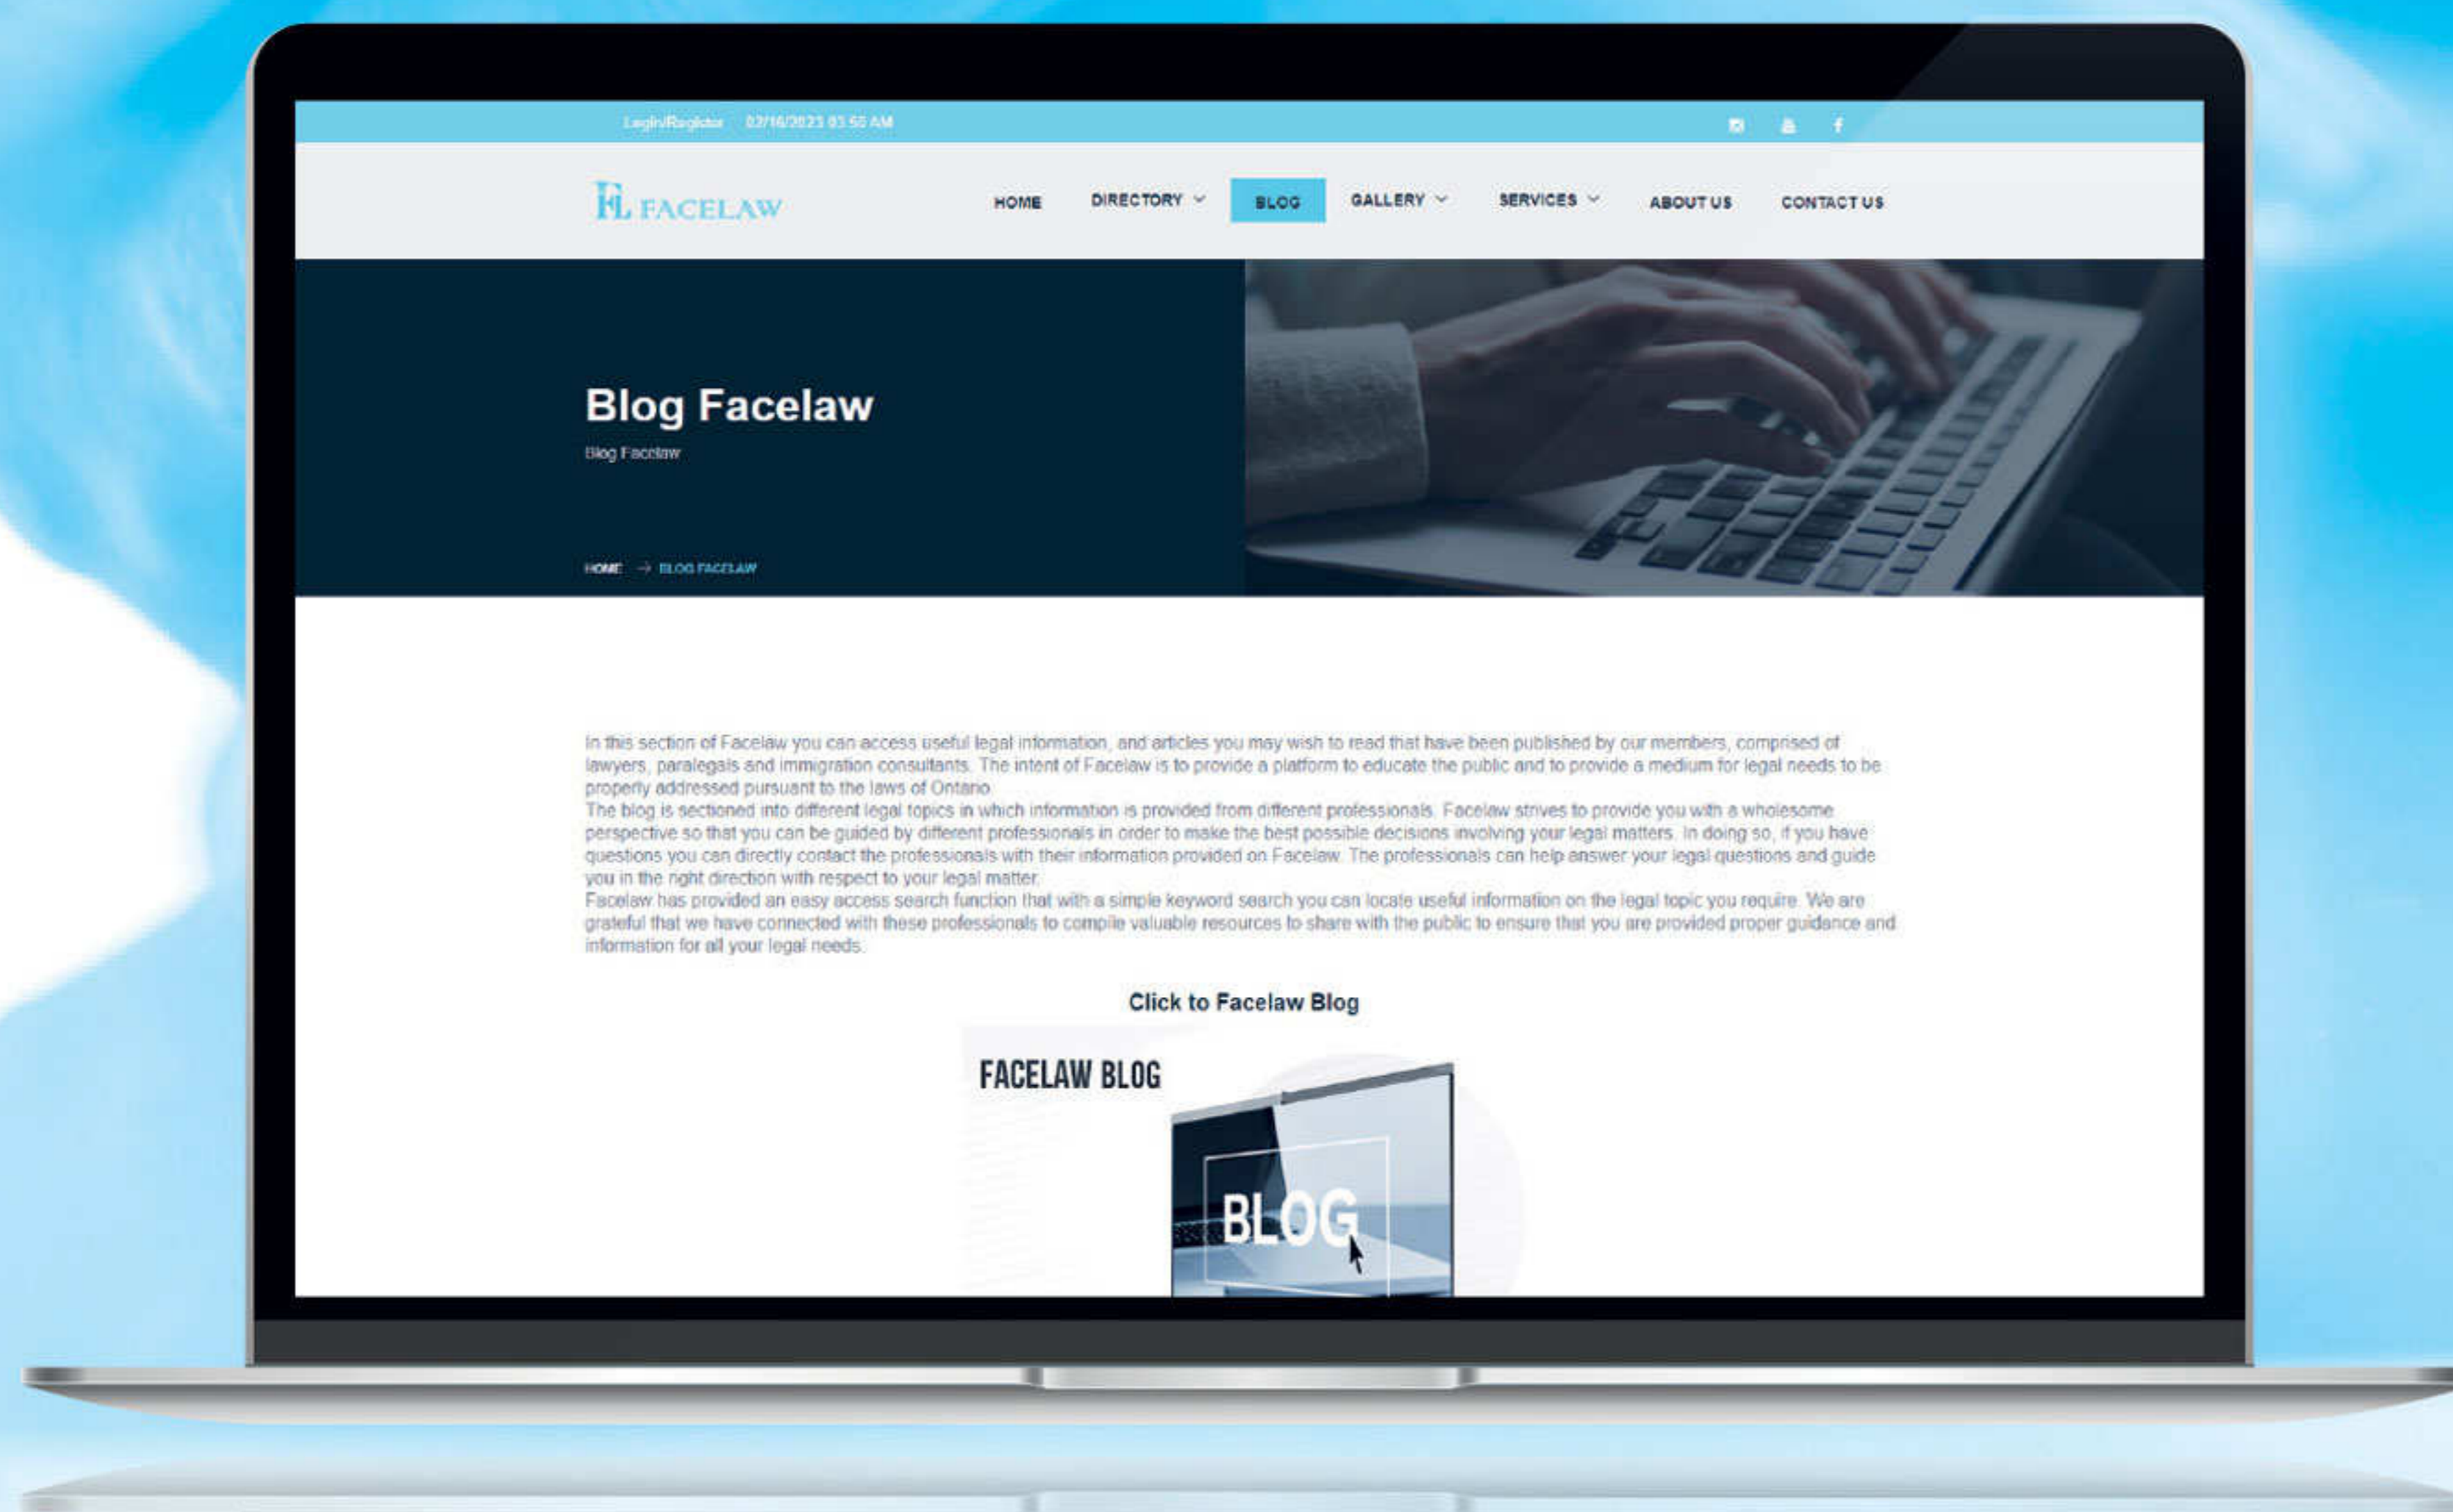 Login/Register 02/16/2023 03:55 AM
FL FACELAW
HOME DIRECTORY BLOG GALLERY SERVICES ABOUT US CONTACT US
Blog Facelaw
Blog Facelaw
HOME → BLOG FACELAW
In this section of Facelaw you can access useful legal information, and articles you may wish to read that have been published by our members, comprised of
lawyers, paralegals and immigration consultants. The intent of Facelaw is to provide a platform to educate the public and to provide a medium for legal needs to be
properly addressed pursuant to the laws of Ontario.
The blog is sectioned into different legal topics in which information is provided from different professionals. Facelaw strives to provide you with a wholesome
perspective so that you can be guided by different professionals in order to make the best possible decisions involving your legal matters. In doing so, if you have
questions you can directly contact the professionals with their information provided on Facelaw. The professionals can help answer your legal questions and guide
you in the right direction with respect to your legal matter.
Facelaw has provided an easy access search function that with a simple keyword search you can locate useful information on the legal topic you require. We are
grateful that we have connected with these professionals to compile valuable resources to share with the public to ensure that you are provided proper guidance and
information for all your legal needs.
Click to Facelaw Blog
FACELAW BLOG
BLOG